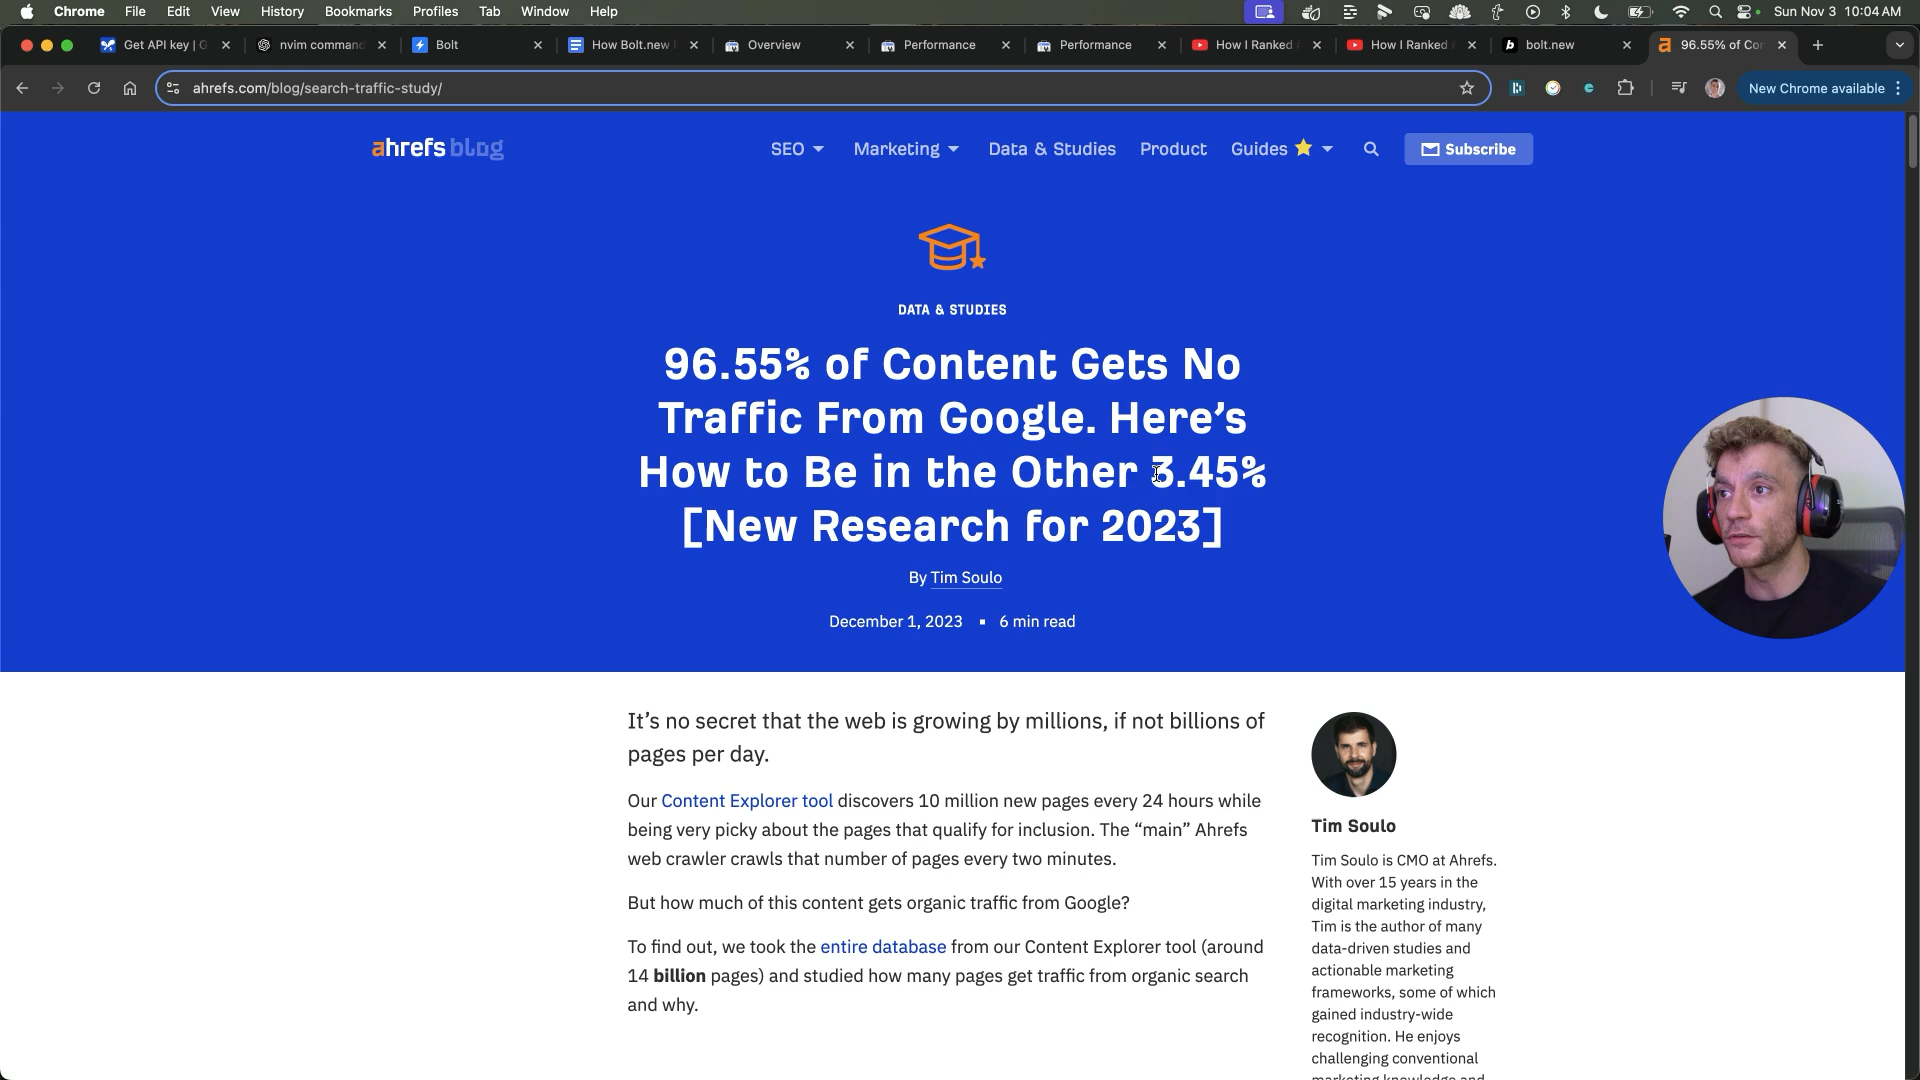 Chrome File Edit View History Bookmarks Profiles Tab Window Help Sun Nov 3 10:04 AM
Get API key | G nvim comman Bolt How Bolt.new Overview Performance Performance How I Ranked How I Ranked bolt.new 96.55% of Con
ahrefs.com/blog/search-traffic-study/ New Chrome available
ahrefs blog SEO Marketing Data & Studies Product Guides Subscribe
DATA & STUDIES
96.55% of Content Gets No
Traffic From Google. Here’s
How to Be in the Other 3.45%
[New Research for 2023]
By Tim Soulo
December 1, 2023 ▪ 6 min read
It’s no secret that the web is growing by millions, if not billions of
pages per day.
Our Content Explorer tool discovers 10 million new pages every 24 hours while
being very picky about the pages that qualify for inclusion. The “main” Ahrefs
web crawler crawls that number of pages every two minutes.
But how much of this content gets organic traffic from Google?
To find out, we took the entire database from our Content Explorer tool (around
14 billion pages) and studied how many pages get traffic from organic search
and why.
Tim Soulo
Tim Soulo is CMO at Ahrefs.
With over 15 years in the
digital marketing industry,
Tim is the author of many
data-driven studies and
actionable marketing
frameworks, some of which
gained industry-wide
recognition. He enjoys
challenging conventional
marketing knowledge and